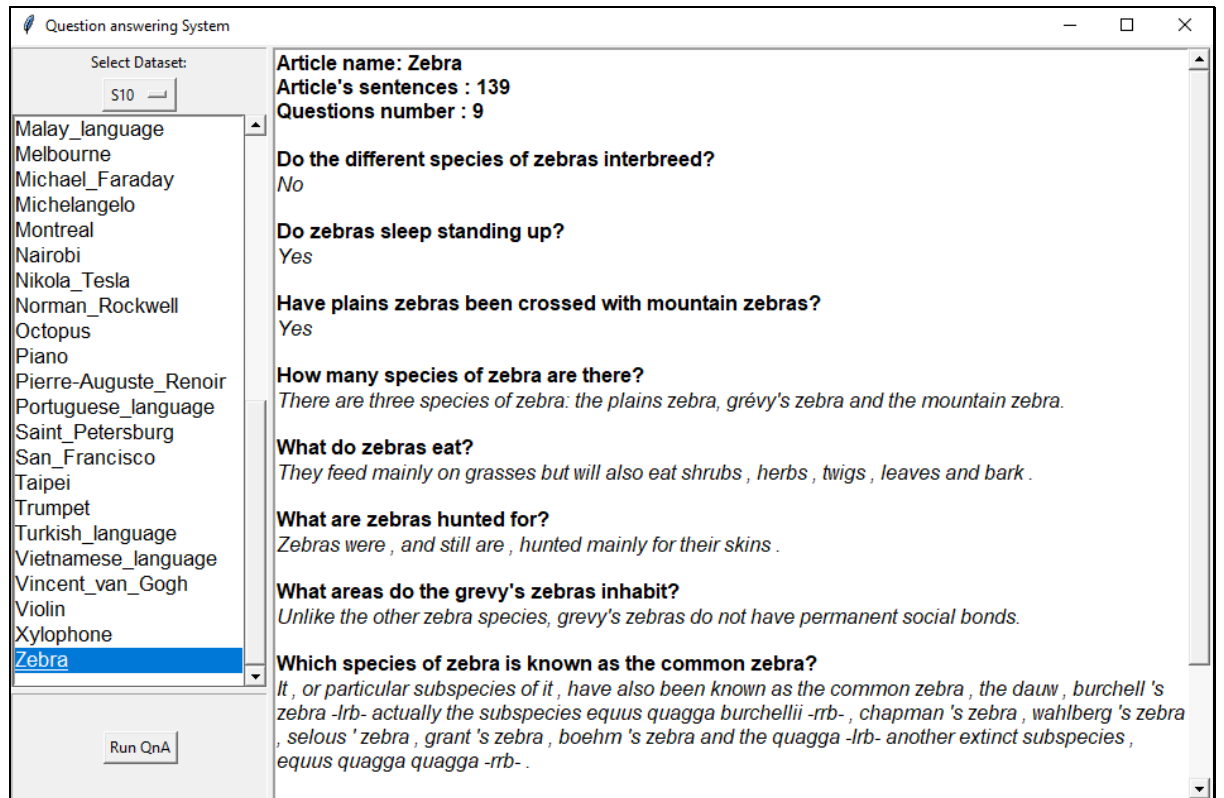 Question answering System
Select Dataset:
S10
Malay_language
Melbourne
Michael_Faraday
Michelangelo
Montreal
Nairobi
Nikola_Tesla
Norman_Rockwell
Octopus
Piano
Pierre-Auguste_Renoir
Portuguese_language
Saint_Petersburg
San_Francisco
Taipei
Trumpet
Turkish_language
Vietnamese_language
Vincent_van_Gogh
Violin
Xylophone
Zebra
Run QnA
Article name: Zebra
Article's sentences : 139
Questions number : 9
Do the different species of zebras interbreed?
No
Do zebras sleep standing up?
Yes
Have plains zebras been crossed with mountain zebras?
Yes
How many species of zebra are there?
There are three species of zebra: the plains zebra, grévy's zebra and the mountain zebra.
What do zebras eat?
They feed mainly on grasses but will also eat shrubs , herbs , twigs , leaves and bark .
What are zebras hunted for?
Zebras were , and still are , hunted mainly for their skins .
What areas do the grevy's zebras inhabit?
Unlike the other zebra species, grevy's zebras do not have permanent social bonds.
Which species of zebra is known as the common zebra?
It , or particular subspecies of it , have also been known as the common zebra , the dauw , burchell 's
zebra -lrb- actually the subspecies equus quagga burchellii -rrb- , chapman 's zebra , wahlberg 's zebra
, selous ' zebra , grant 's zebra , boehm 's zebra and the quagga -lrb- another extinct subspecies ,
equus quagga quagga -rrb- .